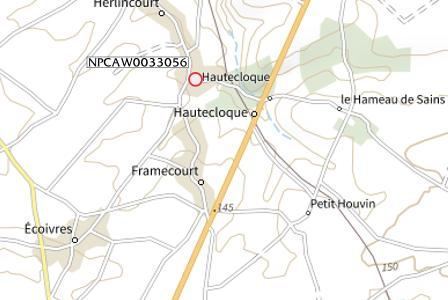 Herlincourt
NPCAW0033056
Hautecloque
le Hameau de Sains
Hautecloque
Framecourt
145
Petit Houvin
Écoivres
150